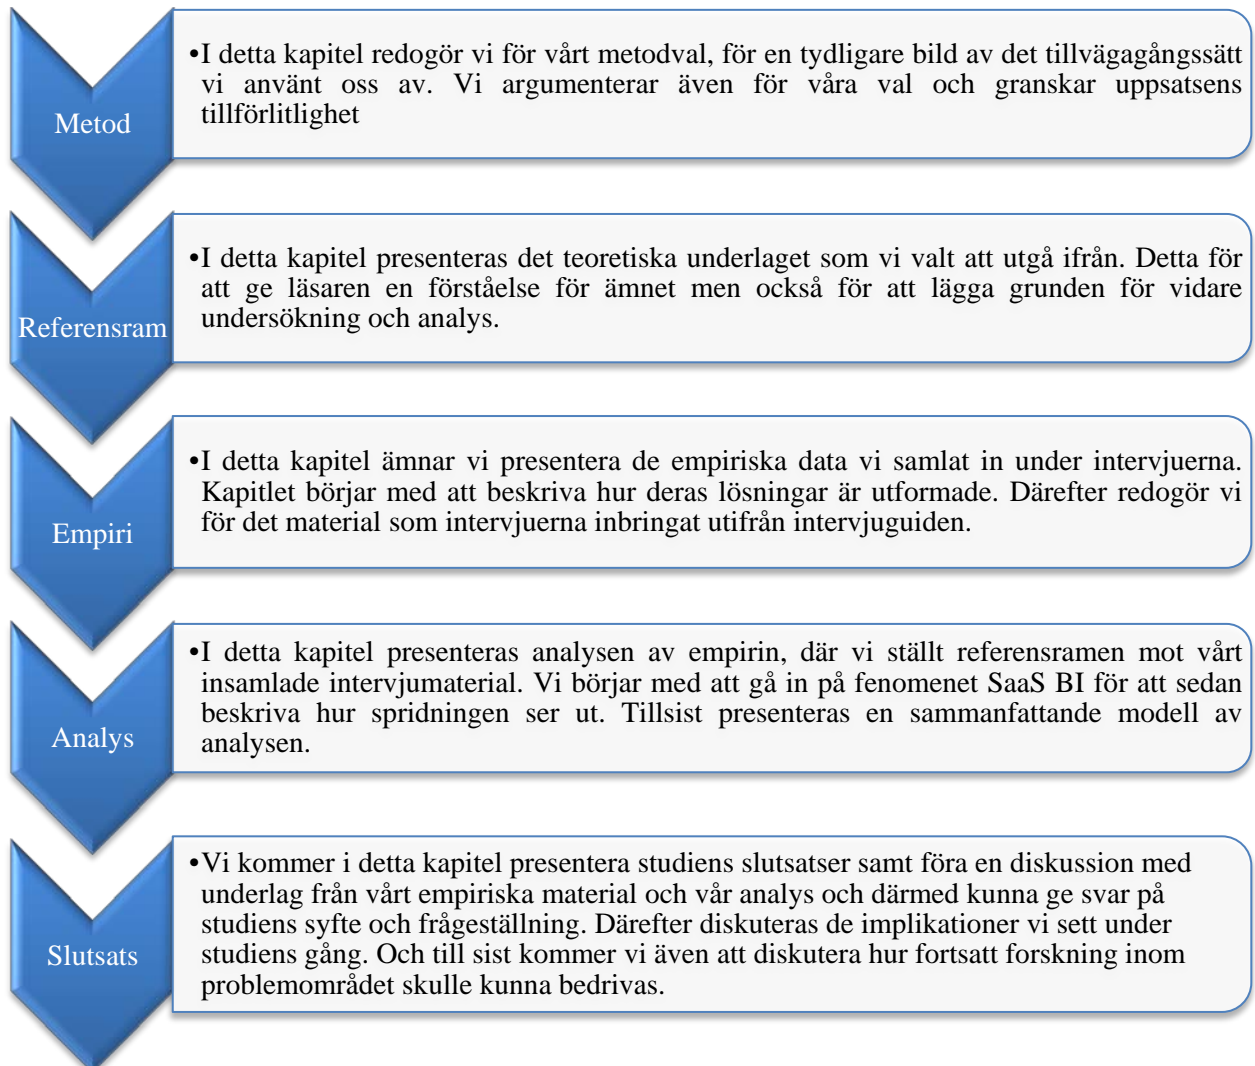 Metod
•I detta kapitel redogör vi för vårt metodval, för en tydligare bild av det tillvägagångssätt
vi använt oss av. Vi argumenterar även för våra val och granskar uppsatsens
tillförlitlighet
Referensram
•I detta kapitel presenteras det teoretiska underlaget som vi valt att utgå ifrån. Detta för
att ge läsaren en förståelse för ämnet men också för att lägga grunden för vidare
undersökning och analys.
Empiri
•I detta kapitel ämnar vi presentera de empiriska data vi samlat in under intervjuerna.
Kapitlet börjar med att beskriva hur deras lösningar är utformade. Därefter redogör vi
för det material som intervjuerna inbringat utifrån intervjuguiden.
Analys
•I detta kapitel presenteras analysen av empirin, där vi ställt referensramen mot vårt
insamlade intervjumaterial. Vi börjar med att gå in på fenomenet SaaS BI för att sedan
beskriva hur spridningen ser ut. Tillsist presenteras en sammanfattande modell av
analysen.
Slutsats
•Vi kommer i detta kapitel presentera studiens slutsatser samt föra en diskussion med
underlag från vårt empiriska material och vår analys och därmed kunna ge svar på
studiens syfte och frågeställning. Därefter diskuteras de implikationer vi sett under
studiens gång. Och till sist kommer vi även att diskutera hur fortsatt forskning inom
problemområdet skulle kunna bedrivas.